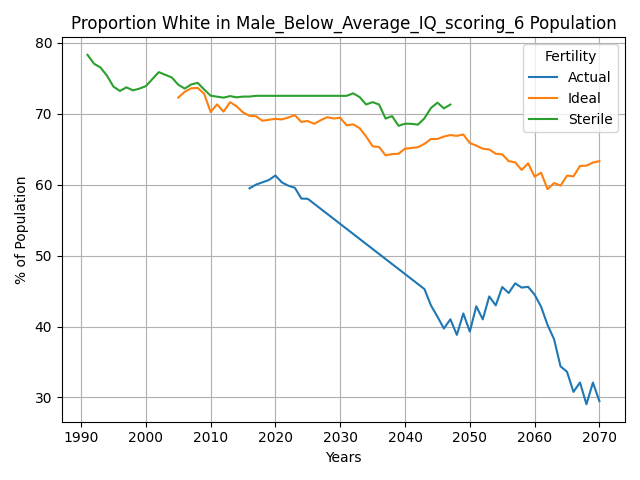 Proportion White in Male_Below_Average_IQ_scoring_6 Population
Fertility
Actual
Ideal
Sterile
% of Population
80
70
60
50
40
30
1990 2000 2010 2020 2030 2040 2050 2060 2070
Years